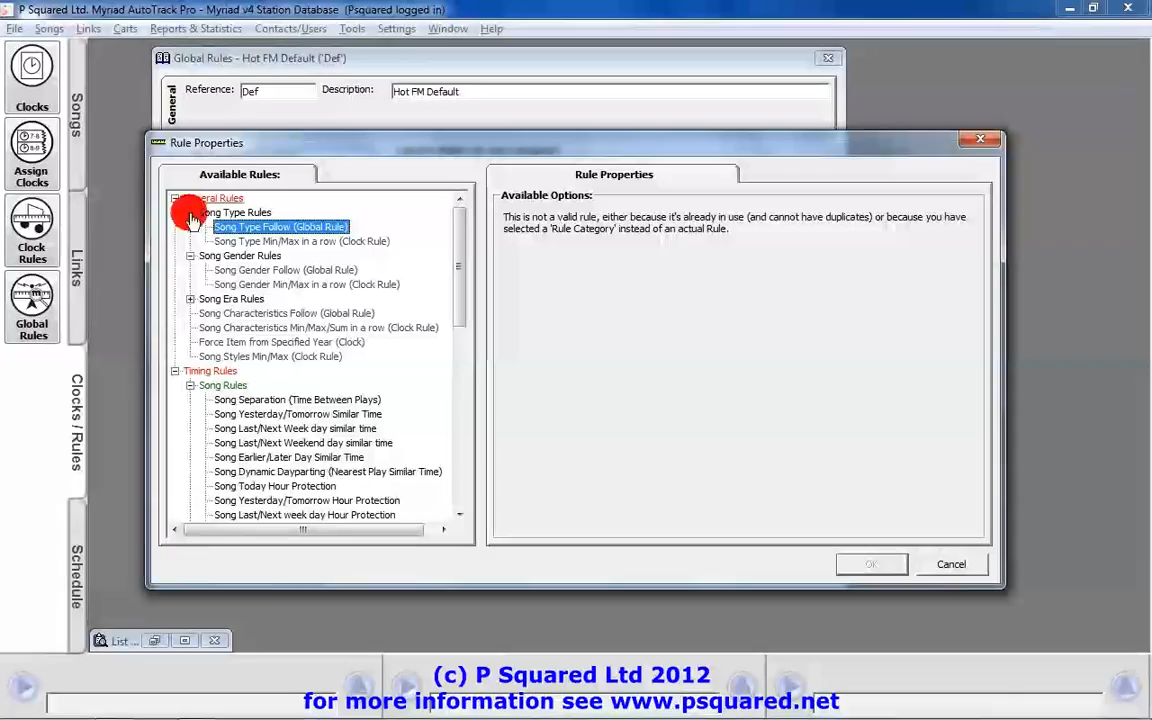 P Squared Ltd. Myriad AutoTrack Pro - Myriad v4 Station Database (Psquared logged in)
File Songs Links Carts Reports & Statistics Contacts/Users Tools Settings Window Help
Clocks
Assign Clocks
Clock Rules
Global Rules
Songs
Links
Clocks / Rules
Schedule
Global Rules - Hot FM Default ('Def')
General
Reference: Def Description: Hot FM Default
Rule Properties
Available Rules:
Rules
Song Type Rules
Song Type Follow (Global Rule)
Song Type Min/Max in a row (Clock Rule)
Song Gender Rules
Song Gender Follow (Global Rule)
Song Gender Min/Max in a row (Clock Rule)
Song Era Rules
Song Characteristics Follow (Global Rule)
Song Characteristics Min/Max/Sum in a row (Clock Rule)
Force Item from Specified Year (Clock)
Song Styles Min/Max (Clock Rule)
Timing Rules
Song Rules
Song Separation (Time Between Plays)
Song Yesterday/Tomorrow Similar Time
Song Last/Next Week day similar time
Song Last/Next Weekend day similar time
Song Earlier/Later Day Similar Time
Song Dynamic Dayparting (Nearest Play Similar Time)
Song Today Hour Protection
Song Yesterday/Tomorrow Hour Protection
Song Last/Next week day Hour Protection
Rule Properties
Available Options:
This is not a valid rule, either because it's already in use (and cannot have duplicates) or because you have
selected a 'Rule Category' instead of an actual Rule.
OK Cancel
List ...
(c) P Squared Ltd 2012
for more information see www.psquared.net